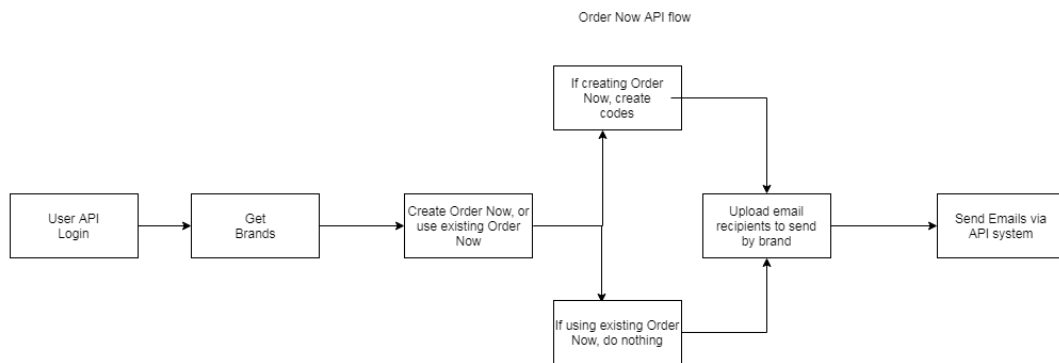 Order Now API flow
If creating Order
Now, create
codes
User API
Login
Get
Brands
Create Order Now, or
use existing Order
Now
Upload email
recipients to send
by brand
Send Emails via
API system
If using existing Order
Now, do nothing